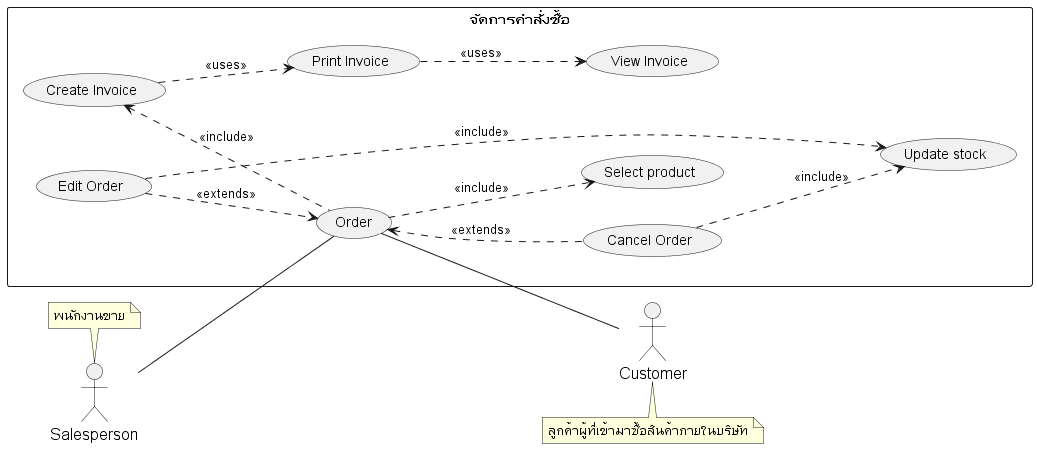 จัดการคำสั่งซื้อ
«uses»
Print Invoice
«uses»
View Invoice
Create Invoice
«include»
«include»
Update stock
Edit Order
«extends»
«include»
Select product
«include»
Order
«extends»
Cancel Order
พนักงานขาย
Salesperson
Customer
ลูกค้าผู้ที่เข้ามาซื้อสินค้าภายในบริษัท